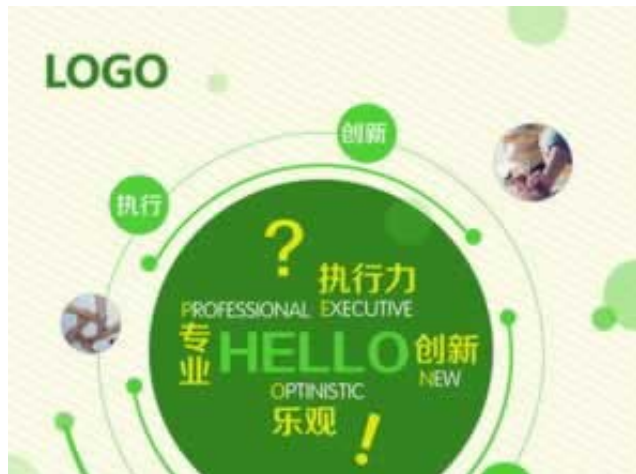 LOGO
创新
执行
?
执行力
PROFESSIONAL EXECUTIVE
专业 HELLO 创新
OPTINISTIC NEW
乐观 !